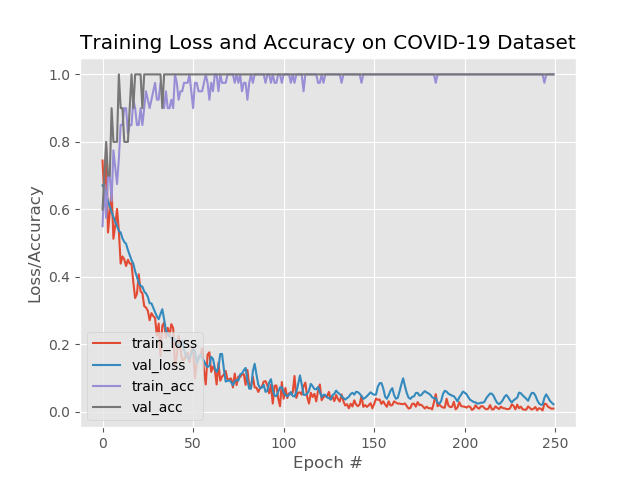 Training Loss and Accuracy on COVID-19 Dataset
1.0
0.8
0.6
0.4
0.2
0.0
Loss/Accuracy
train_loss
val_loss
train_acc
val_acc
0
50
100
150
200
250
Epoch #